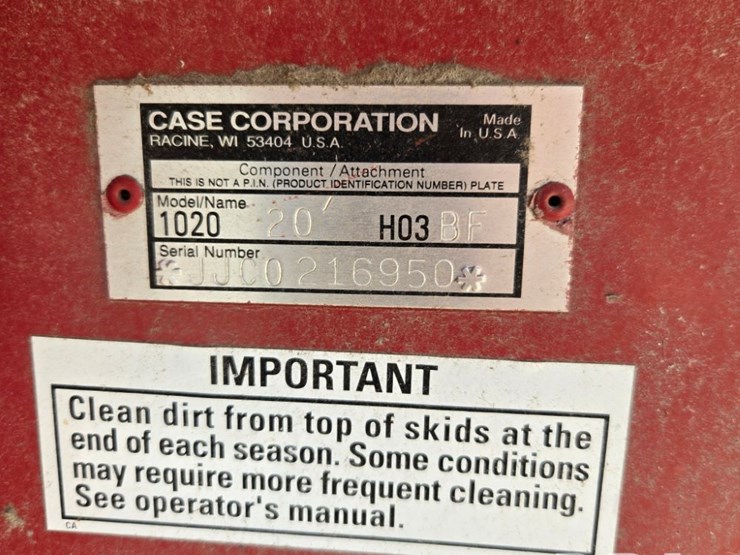 CASE CORPORATION
Made
In U.S.A.
RACINE, WI 53404 U.S.A.
Component / Attachment
THIS IS NOT A P.I.N. (PRODUCT IDENTIFICATION NUMBER) PLATE
Model/Name
1020 20' H03 BF
Serial Number
*JJC0216950*
IMPORTANT
Clean dirt from top of skids at the
end of each season. Some conditions
may require more frequent cleaning.
See operator's manual.
CA